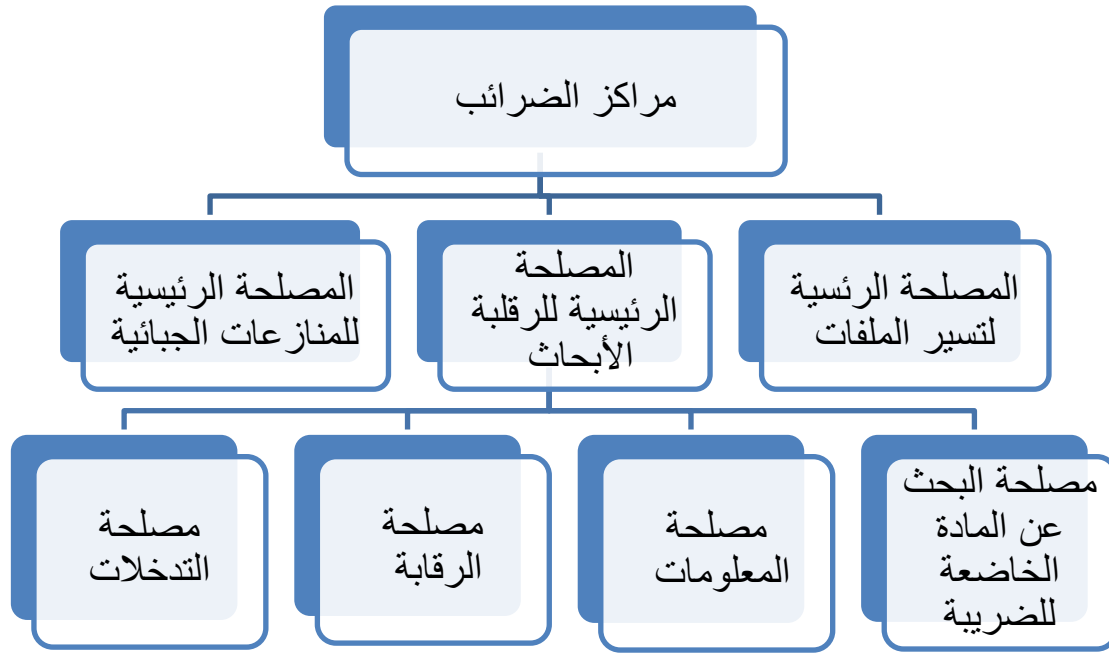 مراكز الضرائب
المصلحة الرئسية
لتسير الملفات
المصلحة
الرئيسية للرقلبة
الأبحاث
المصلحة الرئيسية
للمنازعات الجبائية
مصلحة البحث
عن المادة
الخاضعة
للضريبة
مصلحة
المعلومات
مصلحة
الرقابة
مصلحة
التدخلات